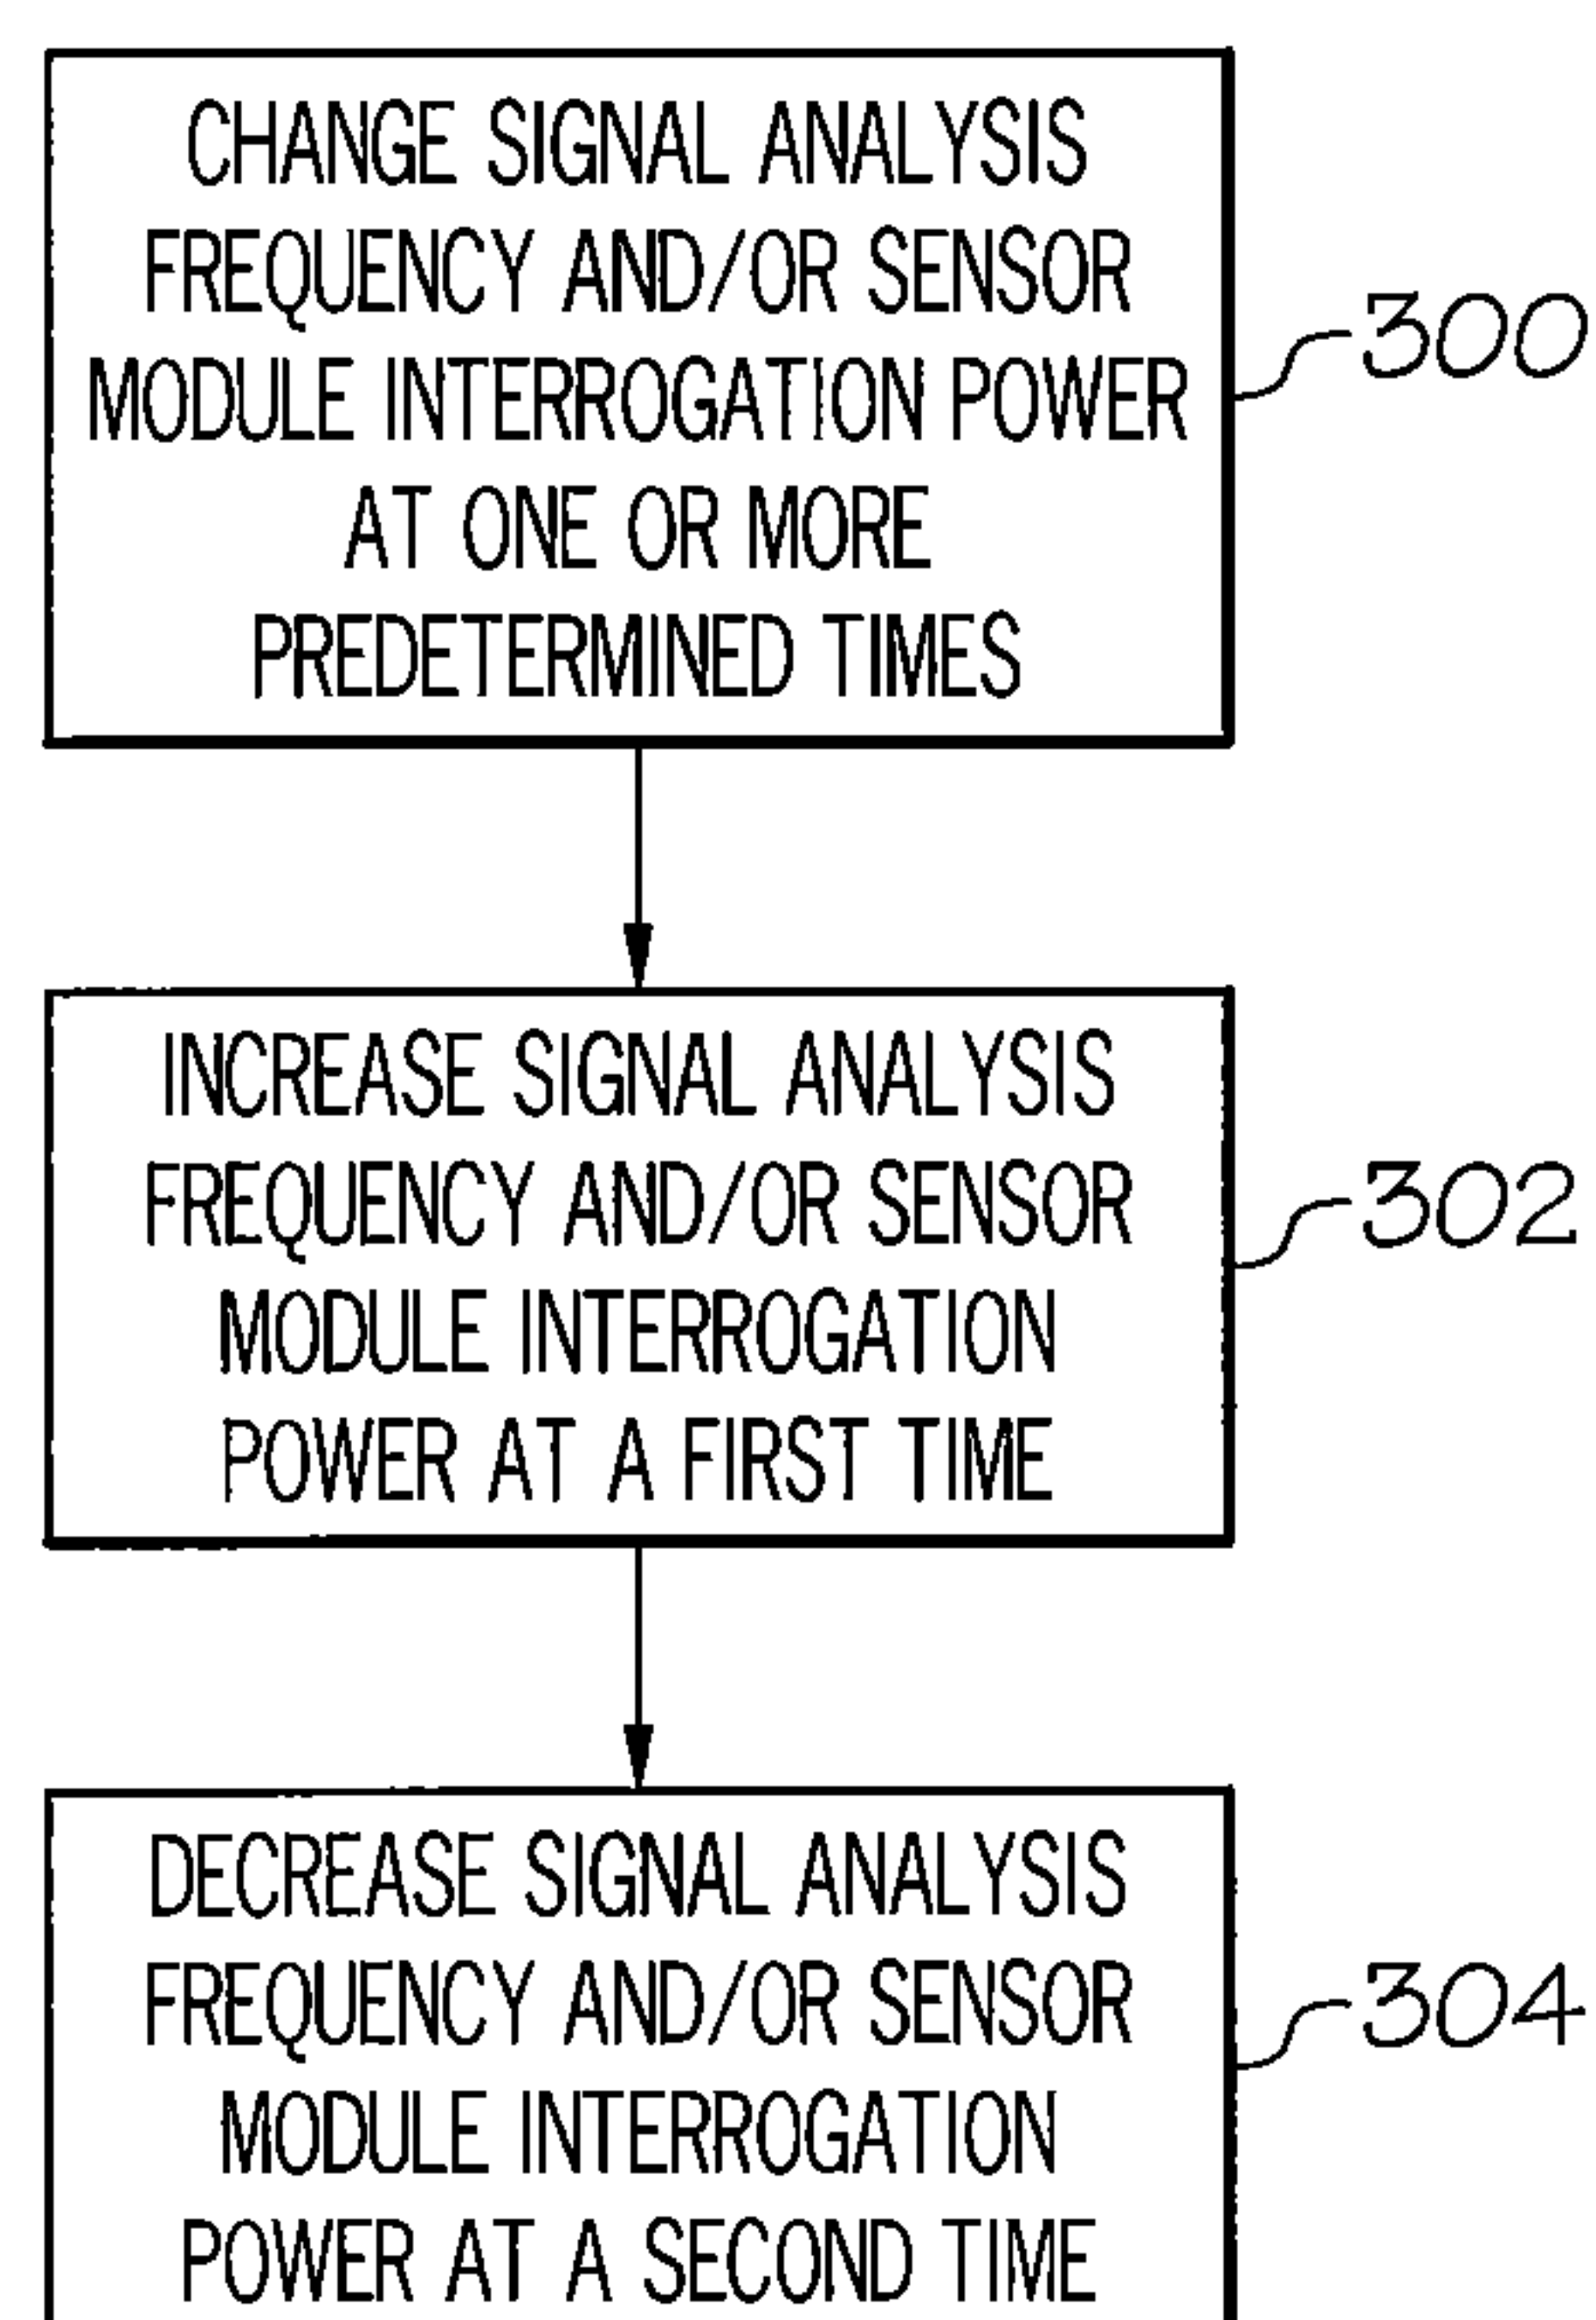 CHANGE SIGNAL ANALYSIS
FREQUENCY AND/OR SENSOR
MODULE INTERROGATION POWER
AT ONE OR MORE
PREDETERMINED TIMES
300
INCREASE SIGNAL ANALYSIS
FREQUENCY AND/OR SENSOR
MODULE INTERROGATION
POWER AT A FIRST TIME
302
DECREASE SIGNAL ANALYSIS
FREQUENCY AND/OR SENSOR
MODULE INTERROGATION
POWER AT A SECOND TIME
304